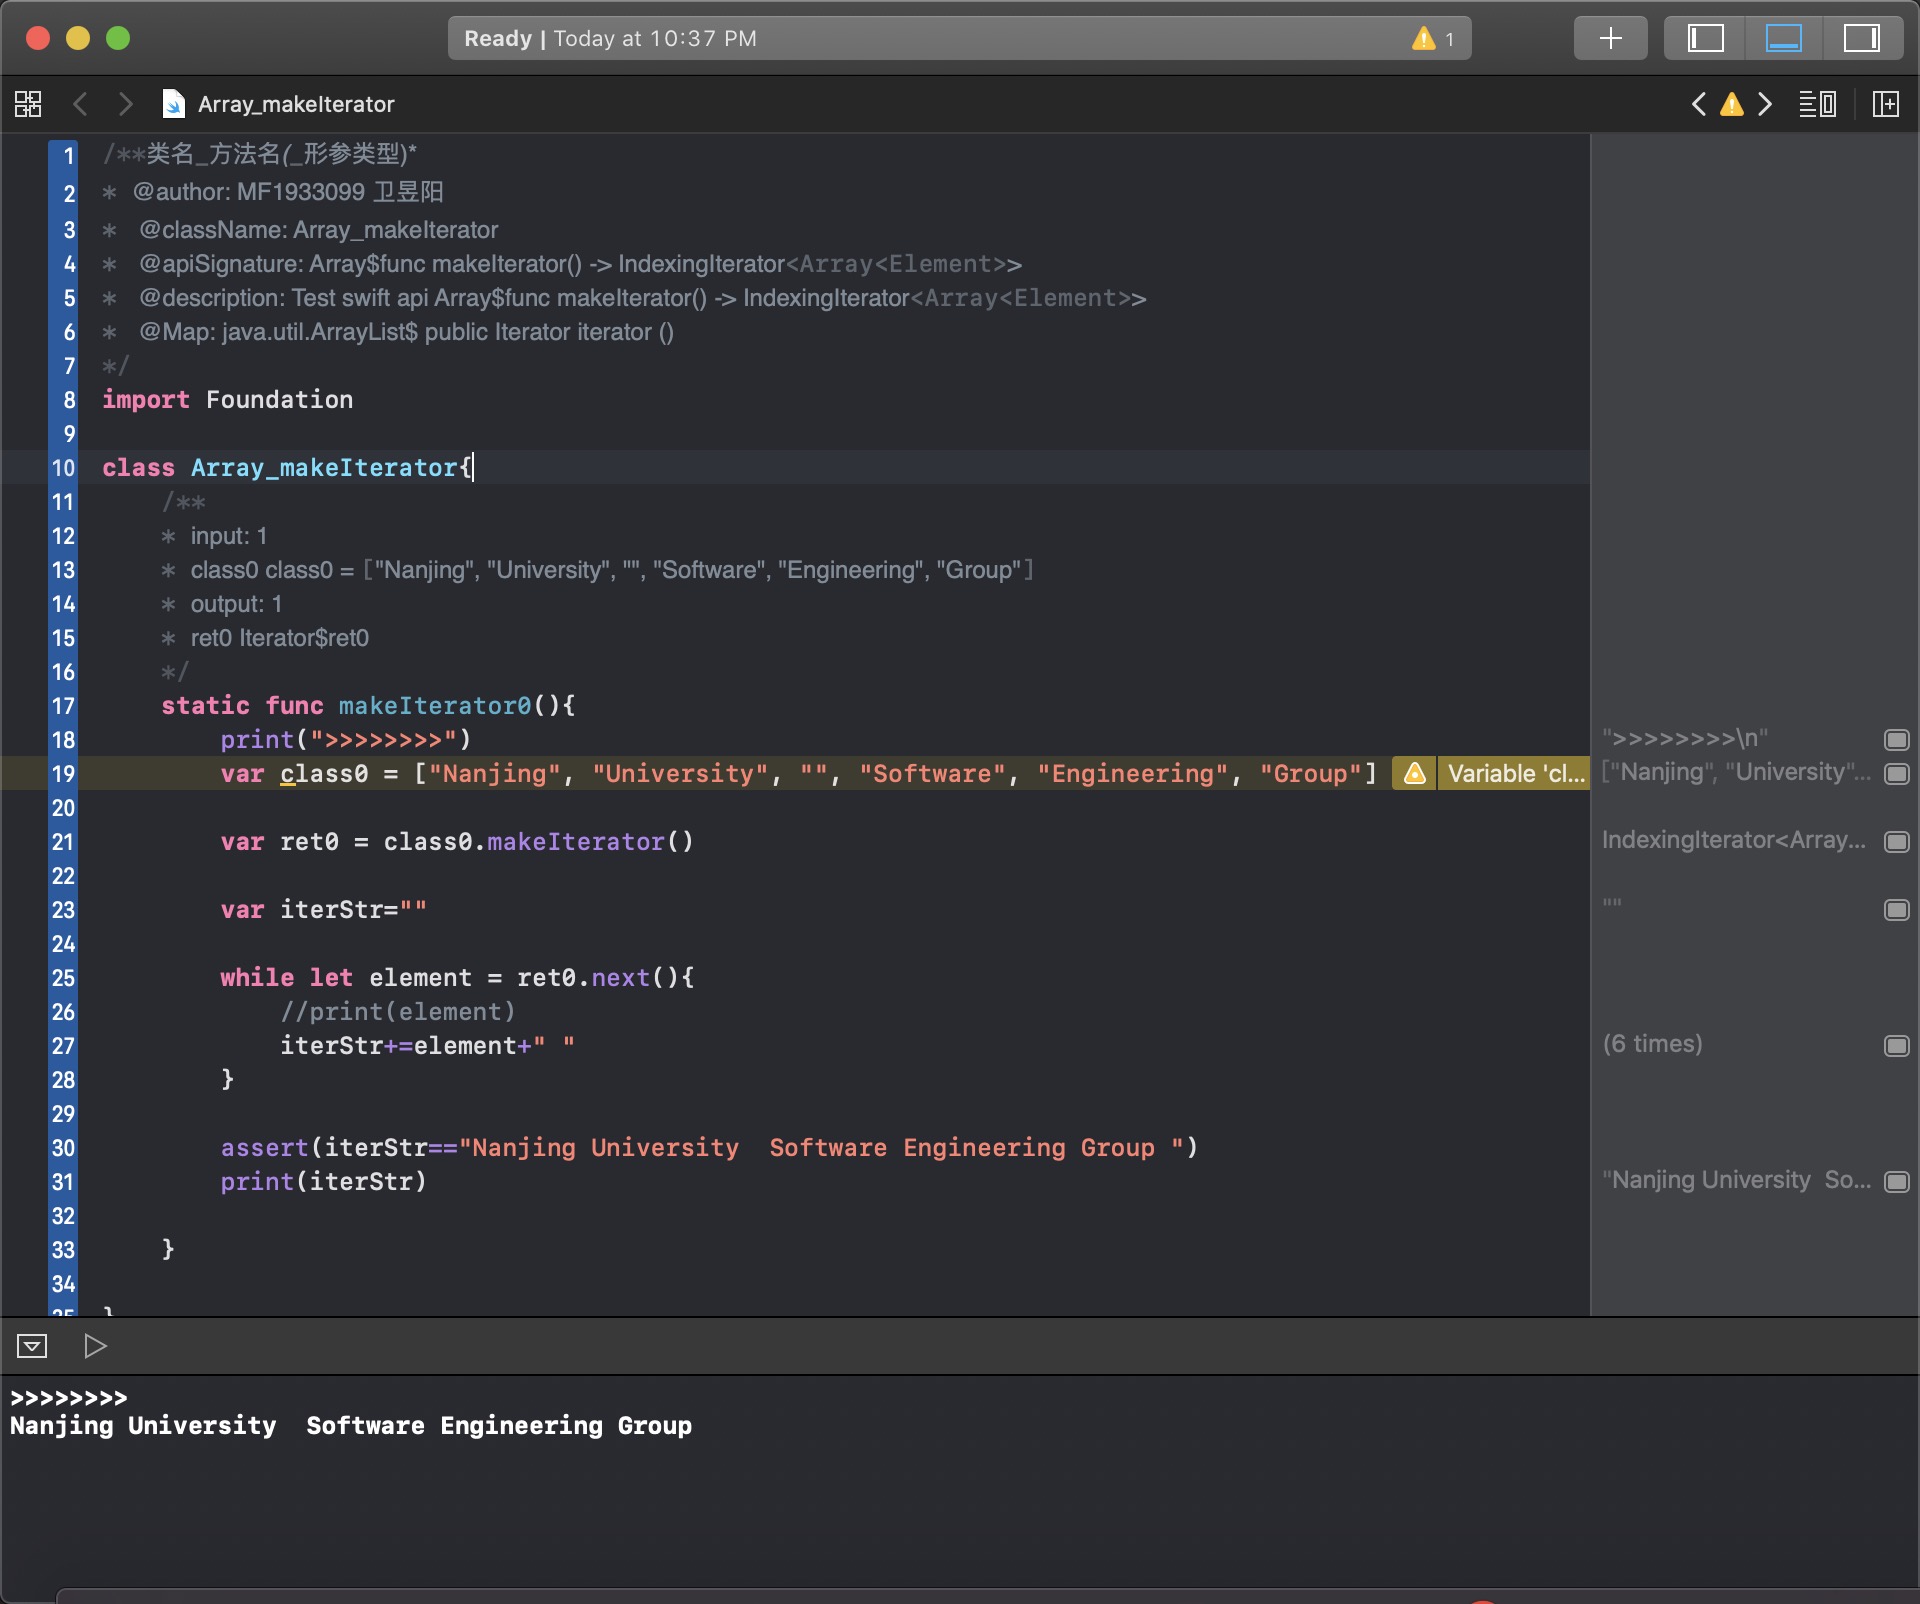 Ready | Today at 10:37 PM
1
Array_makeIterator
1 /**类名_方法名(_形参类型)*
2 * @author: MF1933099 卫昱阳
3 * @className: Array_makeIterator
4 * @apiSignature: Array$func makeIterator() -> IndexingIterator<Array<Element>>
5 * @description: Test swift api Array$func makeIterator() -> IndexingIterator<Array<Element>>
6 * @Map: java.util.ArrayList$ public Iterator iterator ()
7 */
8 import Foundation
9
10 class Array_makeIterator{
11 /**
12 * input: 1
13 * class0 class0 = ["Nanjing", "University", "", "Software", "Engineering", "Group"]
14 * output: 1
15 * ret0 Iterator$ret0
16 */
17 static func makeIterator0(){
18 print(">>>>>>>>") ">>>>>>>>\n"
19 var class0 = ["Nanjing", "University", "", "Software", "Engineering", "Group"] Variable 'cl... ["Nanjing", "University"...
20
21 var ret0 = class0.makeIterator() IndexingIterator<Array...
22
23 var iterStr="" ""
24
25 while let element = ret0.next(){
26 //print(element)
27 iterStr+=element+" " (6 times)
28 }
29
30 assert(iterStr=="Nanjing University  Software Engineering Group ")
31 print(iterStr) "Nanjing University  So...
32
33 }
34
35 }
>>>>>>>>
Nanjing University  Software Engineering Group